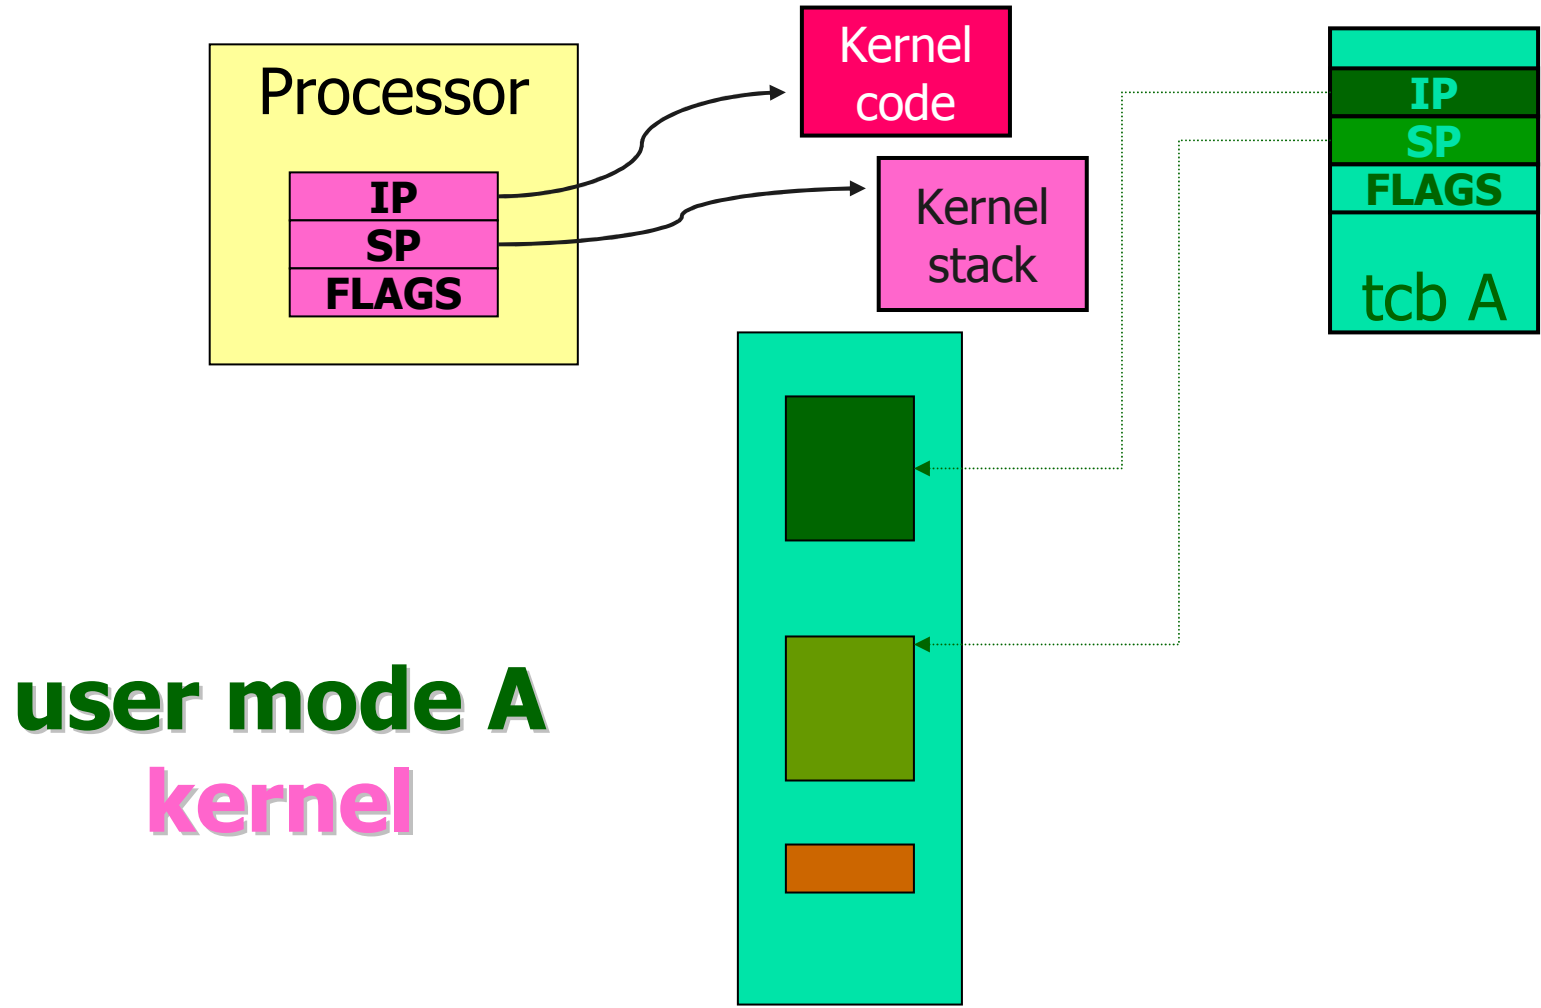 Processor
IP
SP
FLAGS
Kernel
code
Kernel
stack
IP
SP
FLAGS
tcb A
user mode A
kernel